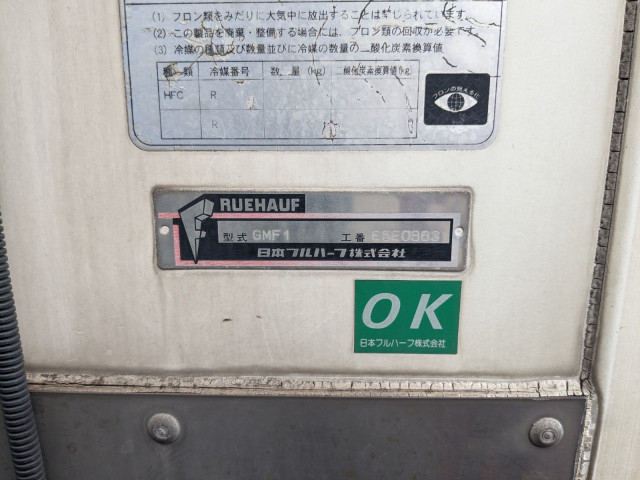 (1) フロン類をみだりに大気中に放出することは禁じられています。
(2) この製品を廃棄・整備する場合には、フロン類の回収が必要です。
(3) 冷媒の種類及び数量並びに冷媒の数量の二酸化炭素換算値
種類 冷媒番号 数 量 (Kg) 二酸化炭素換算値(kg)
HFC R
R
フロンの見える化
RUEHAUF
型式 GMF1 工番
日本フルハーフ株式会社
OK
日本フルハーフ株式会社